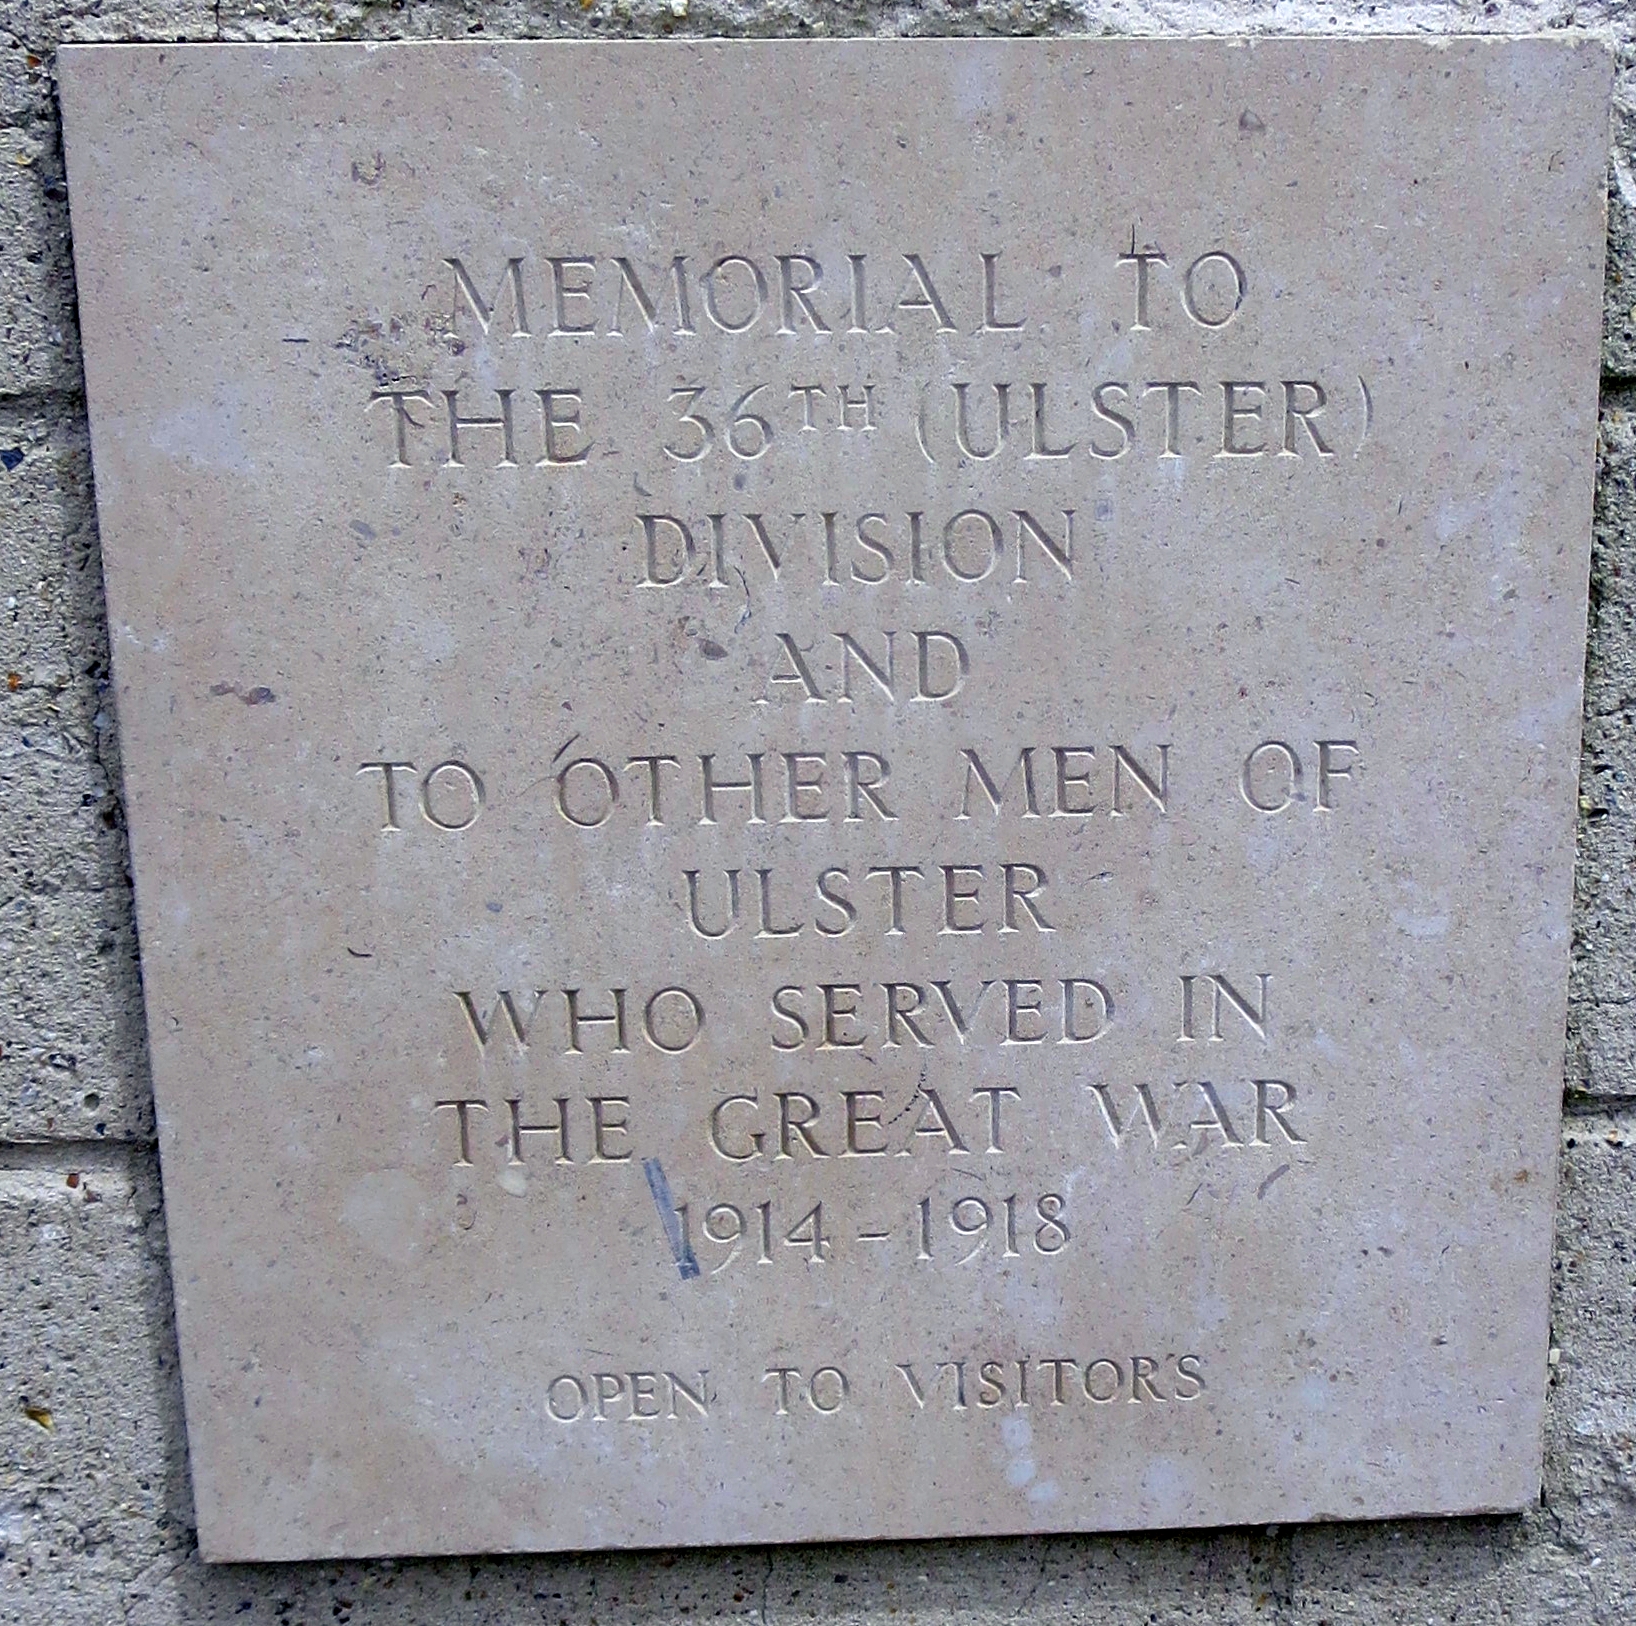 MEMORIAL TO
THE 36TH (ULSTER)
DIVISION
AND
TO OTHER MEN OF
ULSTER
WHO SERVED IN
THE GREAT WAR
1914 - 1918
OPEN TO VISITORS